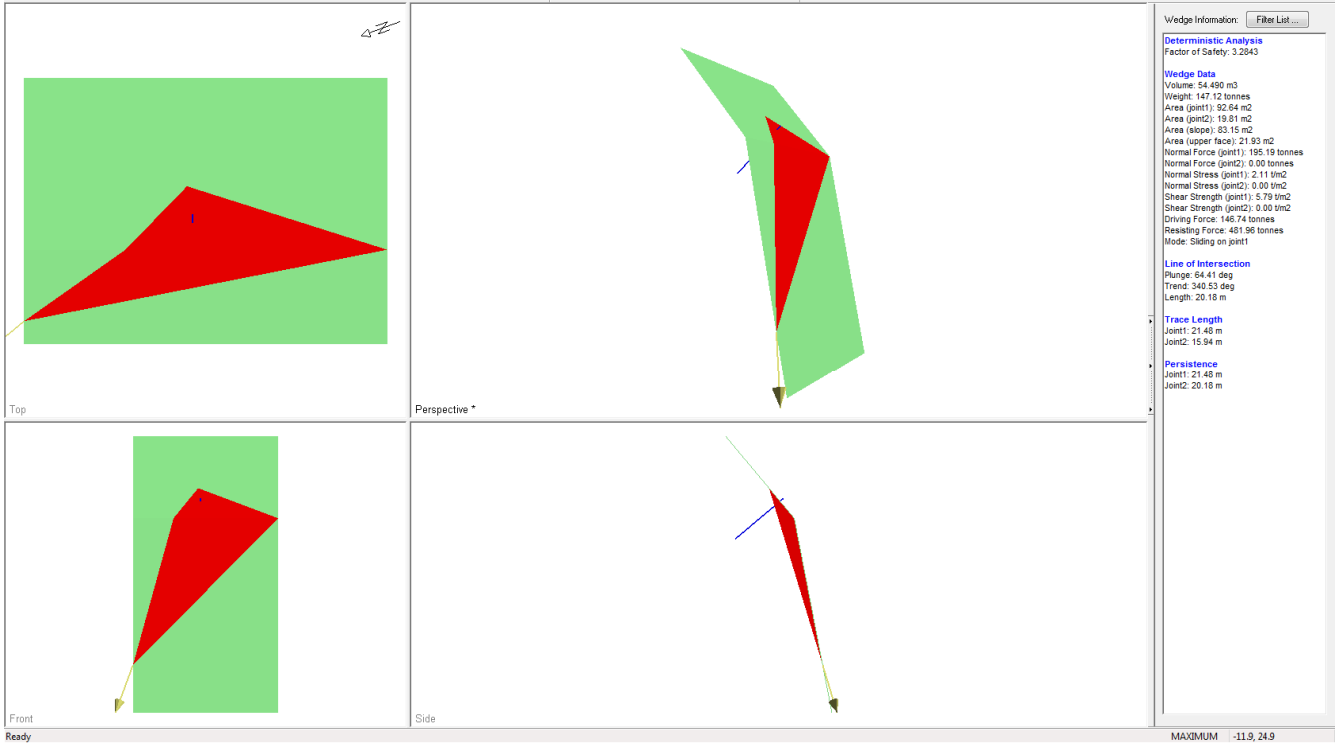 Top
Perspective *
Front
Side
Wedge Information:
Filter List ...
Deterministic Analysis
Factor of Safety: 3.2843
Wedge Data
Volume: 54.490 m3
Weight: 147.12 tonnes
Area (joint1): 92.64 m2
Area (joint2): 19.81 m2
Area (slope): 83.15 m2
Area (upper face): 21.93 m2
Normal Force (joint1): 195.19 tonnes
Normal Force (joint2): 0.00 tonnes
Normal Stress (joint1): 2.11 t/m2
Normal Stress (joint2): 0.00 t/m2
Shear Strength (joint1): 5.79 t/m2
Shear Strength (joint2): 0.00 t/m2
Driving Force: 146.74 tonnes
Resisting Force: 481.96 tonnes
Mode: Sliding on joint1
Line of Intersection
Plunge: 64.41 deg
Trend: 340.53 deg
Length: 20.18 m
Trace Length
Joint1: 21.48 m
Joint2: 15.94 m
Persistence
Joint1: 21.48 m
Joint2: 20.18 m
Ready
MAXIMUM -11.9, 24.9